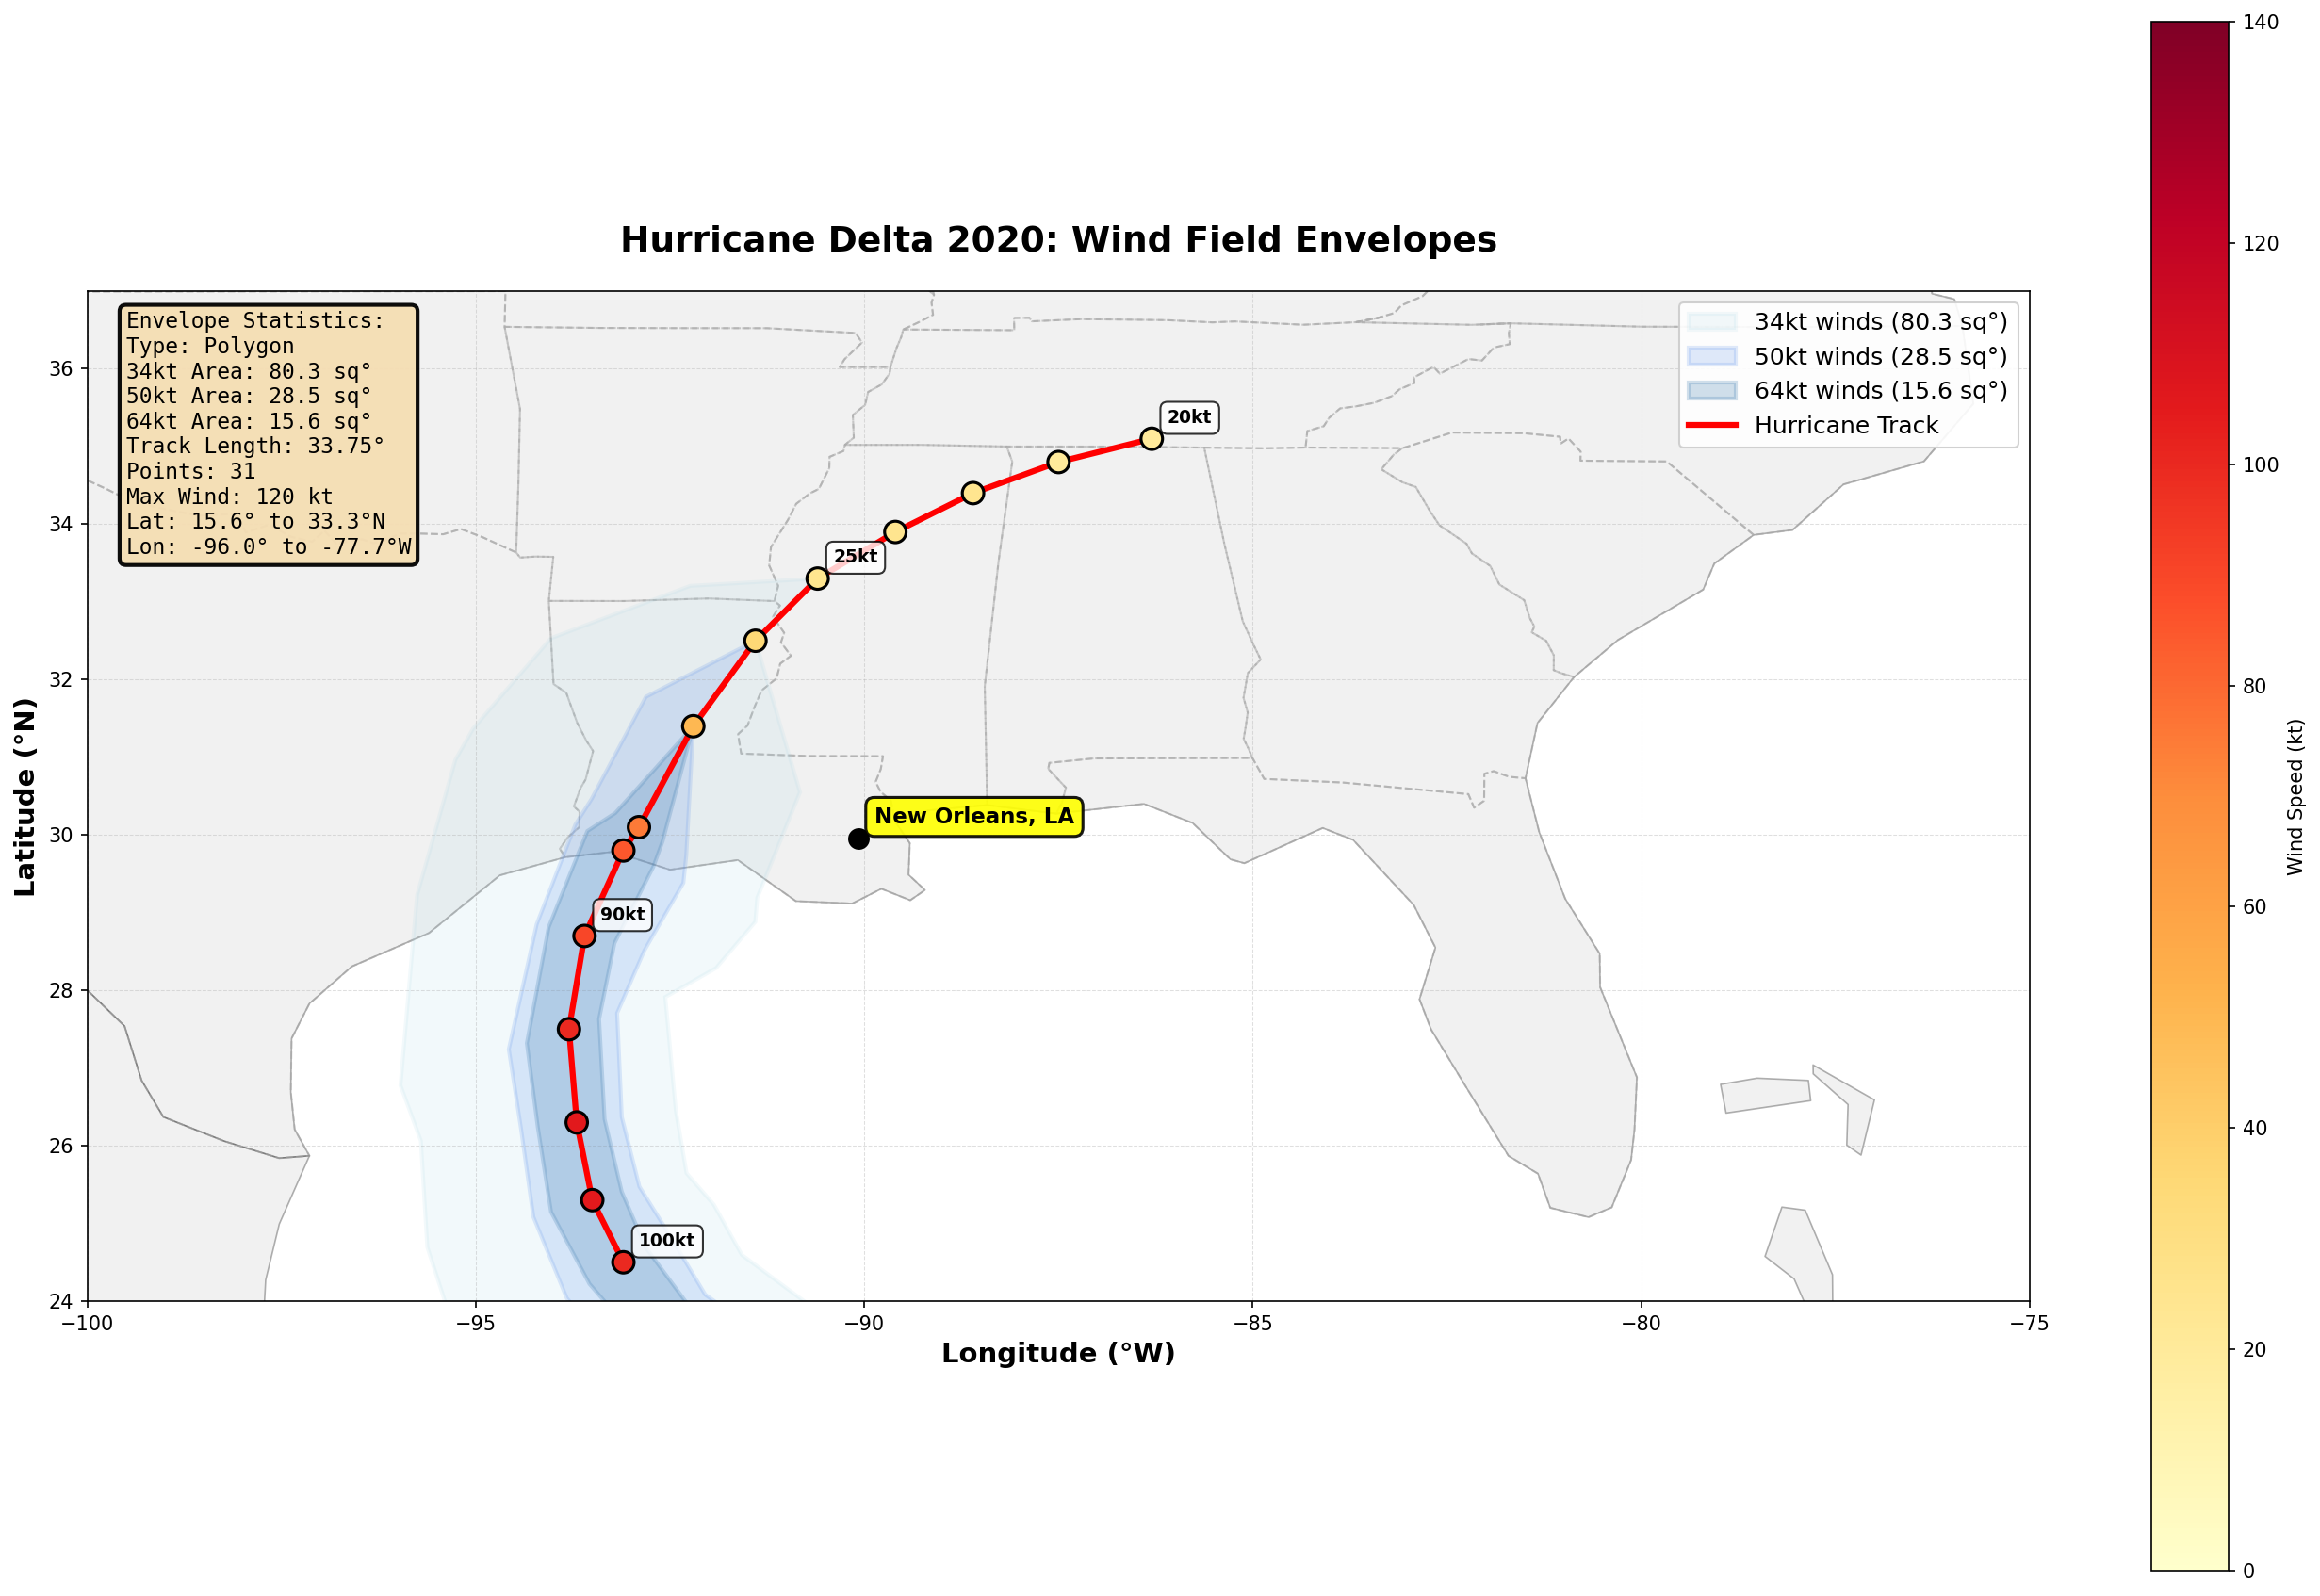 Hurricane Delta 2020: Wind Field Envelopes
Envelope Statistics:
Type: Polygon
34kt Area: 80.3 sq°
50kt Area: 28.5 sq°
64kt Area: 15.6 sq°
Track Length: 33.75°
Points: 31
Max Wind: 120 kt
Lat: 15.6° to 33.3°N
Lon: -96.0° to -77.7°W
34kt winds (80.3 sq°)
50kt winds (28.5 sq°)
64kt winds (15.6 sq°)
Hurricane Track
20kt
25kt
New Orleans, LA
90kt
100kt
36
34
32
30
28
26
24
Latitude (°N)
−100
−95
−90
−85
−80
−75
Longitude (°W)
140
120
100
80
60
40
20
0
Wind Speed (kt)